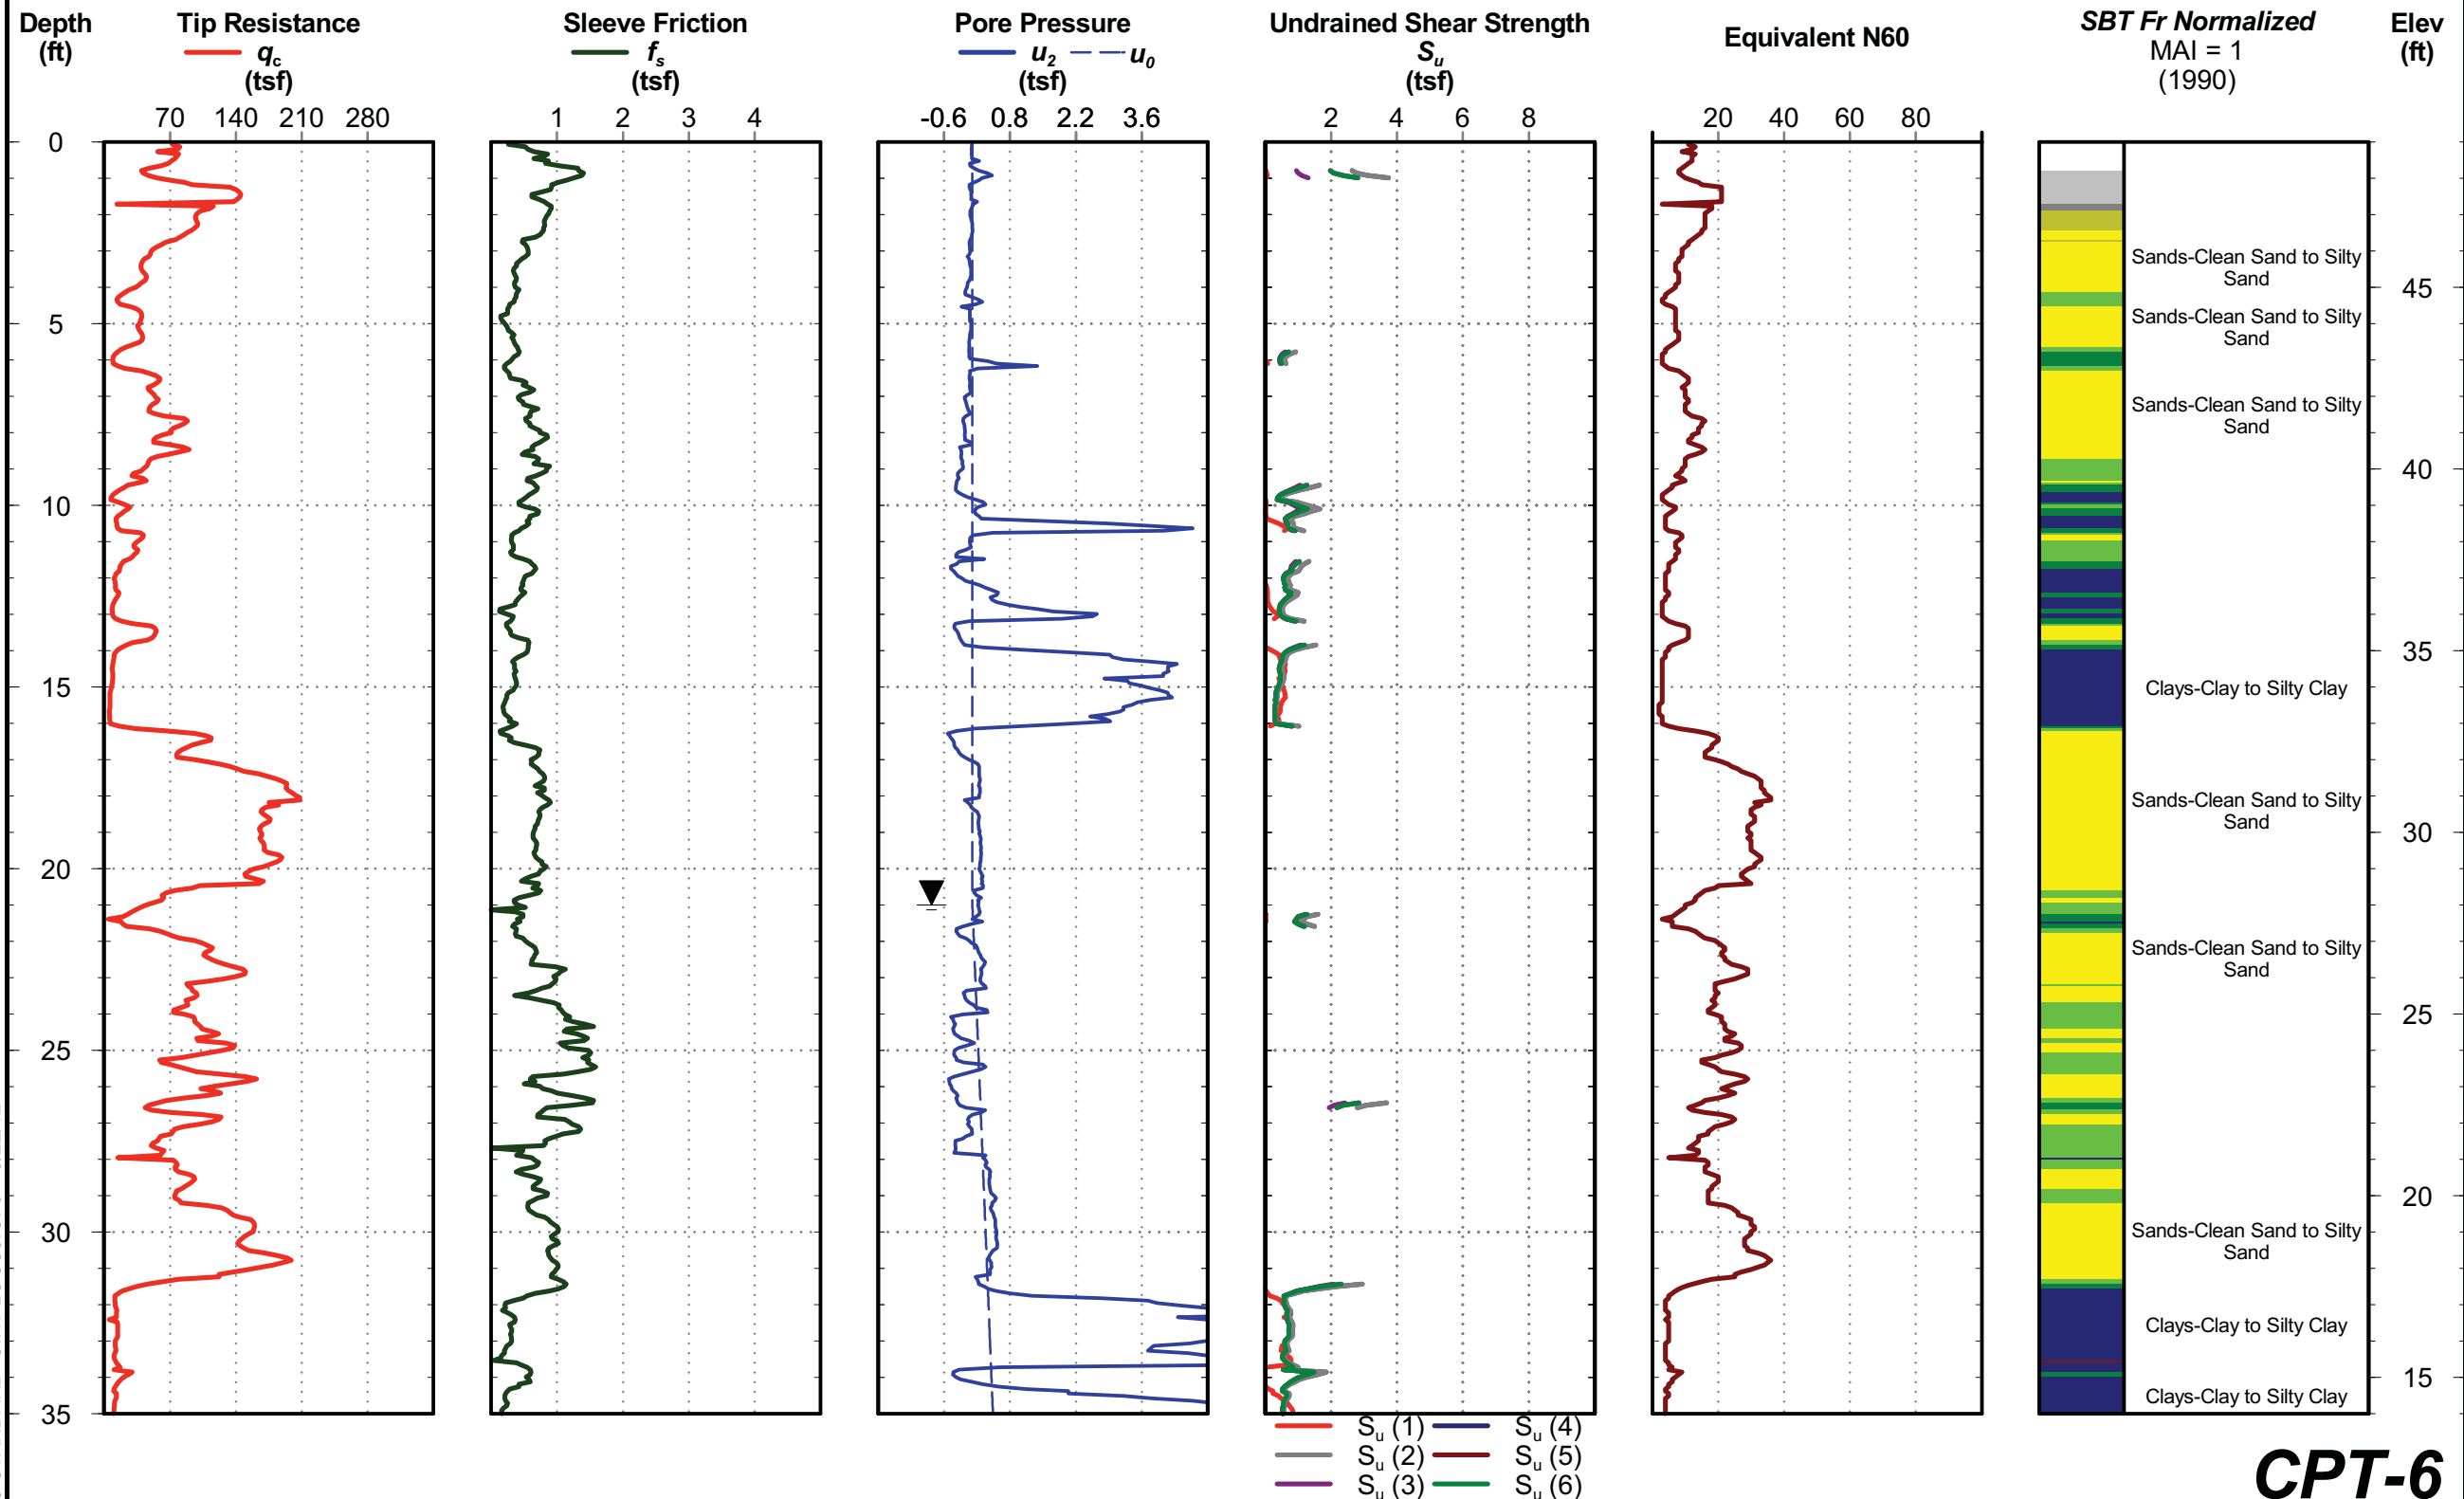 Depth
(ft)
Tip Resistance
qc
(tsf)
70 140 210 280
Sleeve Friction
fs
(tsf)
1 2 3 4
Pore Pressure
u2 u0
(tsf)
-0.6 0.8 2.2 3.6
Undrained Shear Strength
Su
(tsf)
2 4 6 8
Equivalent N60
20 40 60 80
SBT Fr Normalized
MAI = 1
(1990)
Elev
(ft)
0
5
10
15
20
25
30
35
Sands-Clean Sand to Silty
Sand
Sands-Clean Sand to Silty
Sand
Sands-Clean Sand to Silty
Sand
Clays-Clay to Silty Clay
Sands-Clean Sand to Silty
Sand
Sands-Clean Sand to Silty
Sand
Sands-Clean Sand to Silty
Sand
Clays-Clay to Silty Clay
Clays-Clay to Silty Clay
45
40
35
30
25
20
15
Su (1) Su (4)
Su (2) Su (5)
Su (3) Su (6)
CPT-6